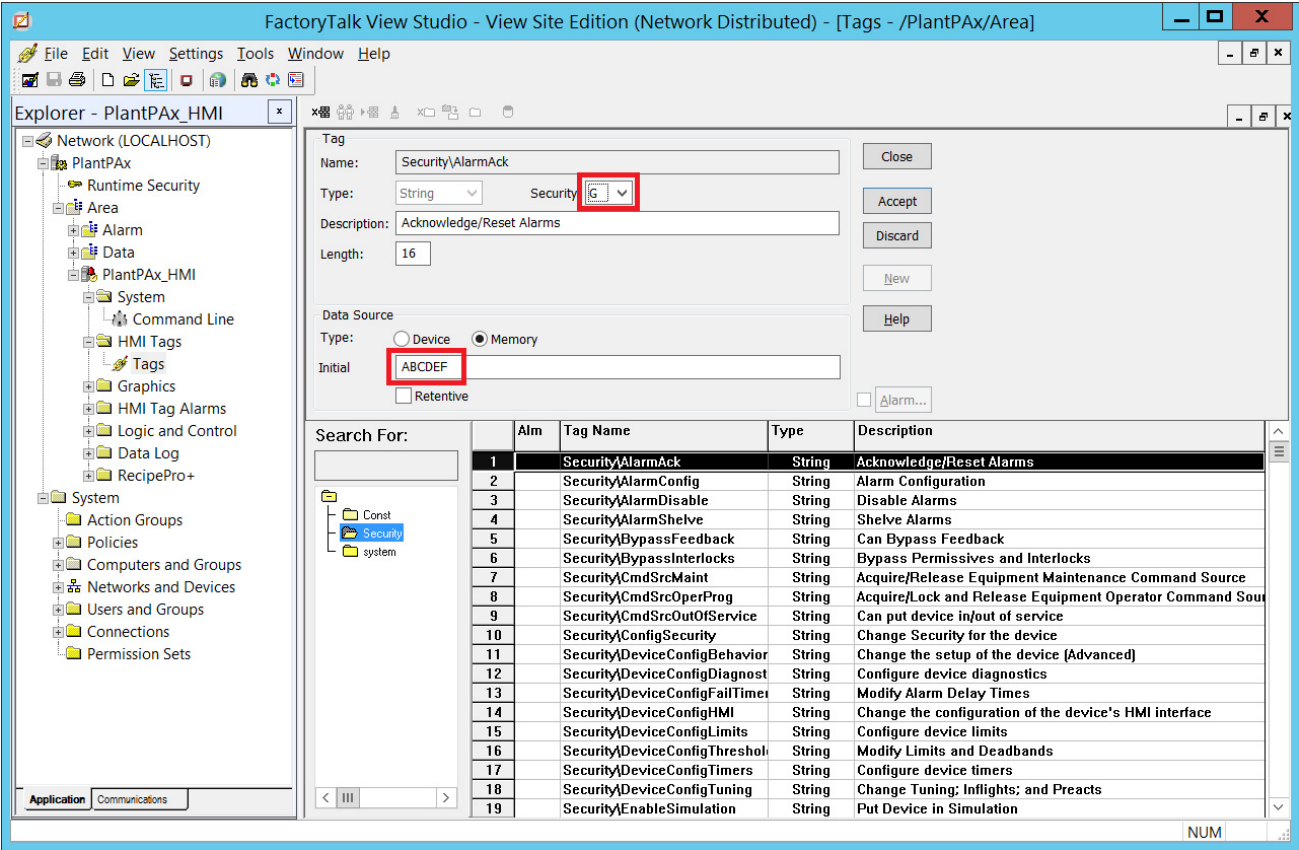 FactoryTalk View Studio - View Site Edition (Network Distributed) - [Tags - /PlantPAx/Area]
File Edit View Settings Tools Window Help
Explorer - PlantPAx_HMI
Network (LOCALHOST)
PlantPAx
Runtime Security
Area
Alarm
Data
PlantPAx_HMI
System
Command Line
HMI Tags
Tags
Graphics
HMI Tag Alarms
Logic and Control
Data Log
RecipePro+
System
Action Groups
Policies
Computers and Groups
Networks and Devices
Users and Groups
Connections
Permission Sets
Application Communications
Tag
Name: Security\AlarmAck
Type: String Security G
Description: Acknowledge/Reset Alarms
Length: 16
Close
Accept
Discard
New
Help
Data Source
Type: Device Memory
Initial ABCDEF
Retentive
Alarm...
Search For:
Const
Security
system
Alm Tag Name Type Description
1 Security\AlarmAck String Acknowledge/Reset Alarms
2 Security\AlarmConfig String Alarm Configuration
3 Security\AlarmDisable String Disable Alarms
4 Security\AlarmShelve String Shelve Alarms
5 Security\BypassFeedback String Can Bypass Feedback
6 Security\BypassInterlocks String Bypass Permissives and Interlocks
7 Security\CmdSrcMaint String Acquire/Release Equipment Maintenance Command Source
8 Security\CmdSrcOperProg String Acquire/Lock and Release Equipment Operator Command Sour
9 Security\CmdSrcOutOfService String Can put device in/out of service
10 Security\ConfigSecurity String Change Security for the device
11 Security\DeviceConfigBehavior String Change the setup of the device (Advanced)
12 Security\DeviceConfigDiagnost String Configure device diagnostics
13 Security\DeviceConfigFailTimer String Modify Alarm Delay Times
14 Security\DeviceConfigHMI String Change the configuration of the device's HMI interface
15 Security\DeviceConfigLimits String Configure device limits
16 Security\DeviceConfigThreshol String Modify Limits and Deadbands
17 Security\DeviceConfigTimers String Configure device timers
18 Security\DeviceConfigTuning String Change Tuning; Inflights; and Preacts
19 Security\EnableSimulation String Put Device in Simulation
NUM